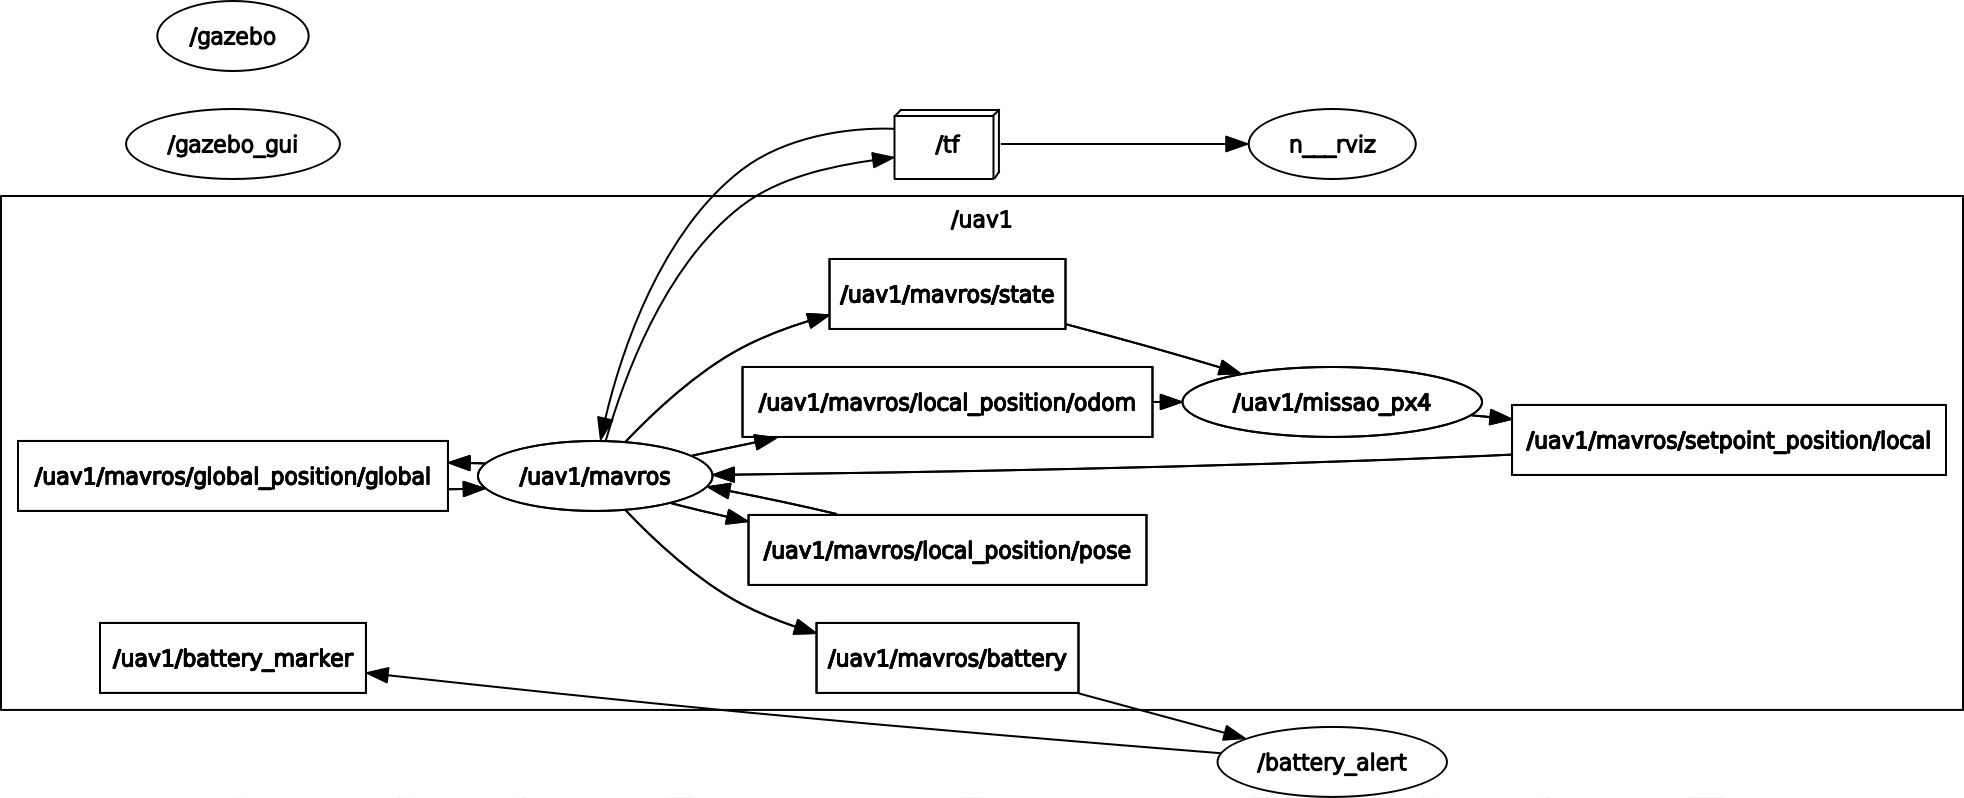 /gazebo
/gazebo_gui
/tf
n___rviz
/uav1
/uav1/mavros/state
/uav1/mavros/local_position/odom
/uav1/missao_px4
/uav1/mavros/setpoint_position/local
/uav1/mavros/global_position/global
/uav1/mavros
/uav1/mavros/local_position/pose
/uav1/battery_marker
/uav1/mavros/battery
/battery_alert